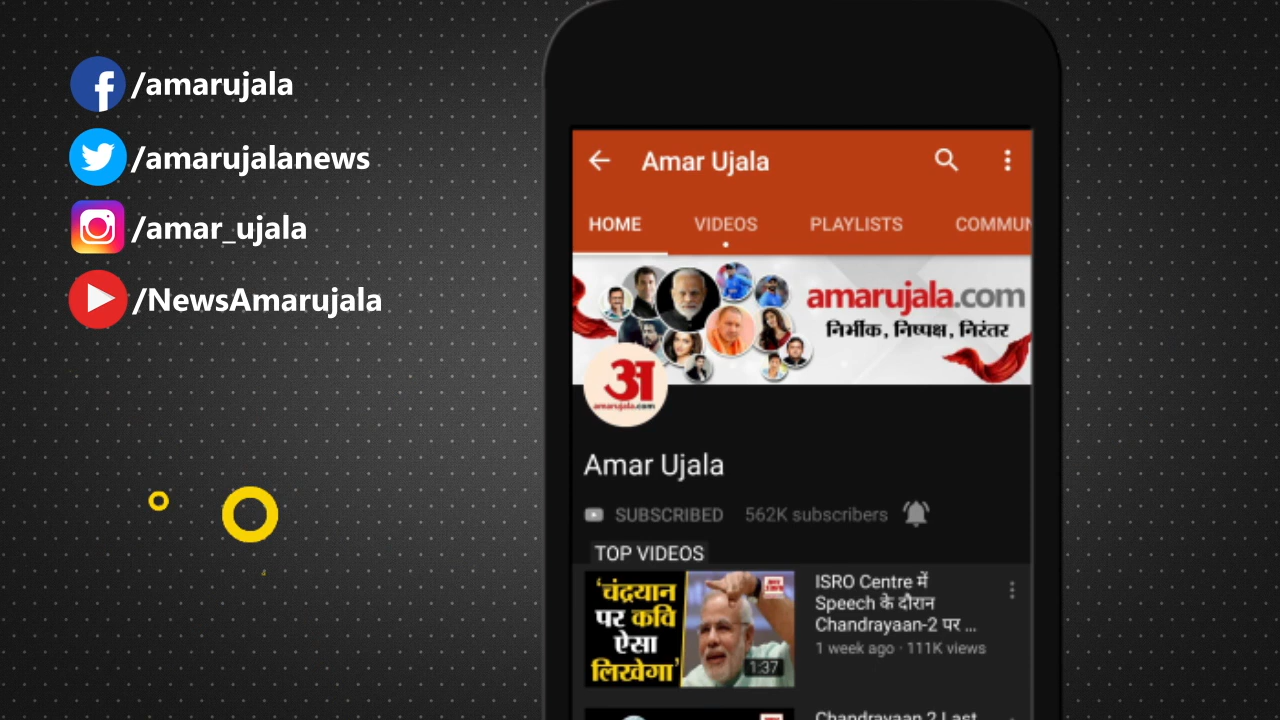 /amarujala
/amarujalanews
/amar_ujala
/NewsAmarujala
Amar Ujala
HOME VIDEOS PLAYLISTS COMMUN
amarujala.com
निर्भीक, निष्पक्ष, निरंतर
अ
amarujala.com
Amar Ujala
SUBSCRIBED 562K subscribers
TOP VIDEOS
'चंद्रयान
पर कवि
ऐसा
लिखेगा'
1:37
ISRO Centre में
Speech के दौरान
Chandrayaan-2 पर ...
1 week ago · 111K views
Chandrayaan 2 Last